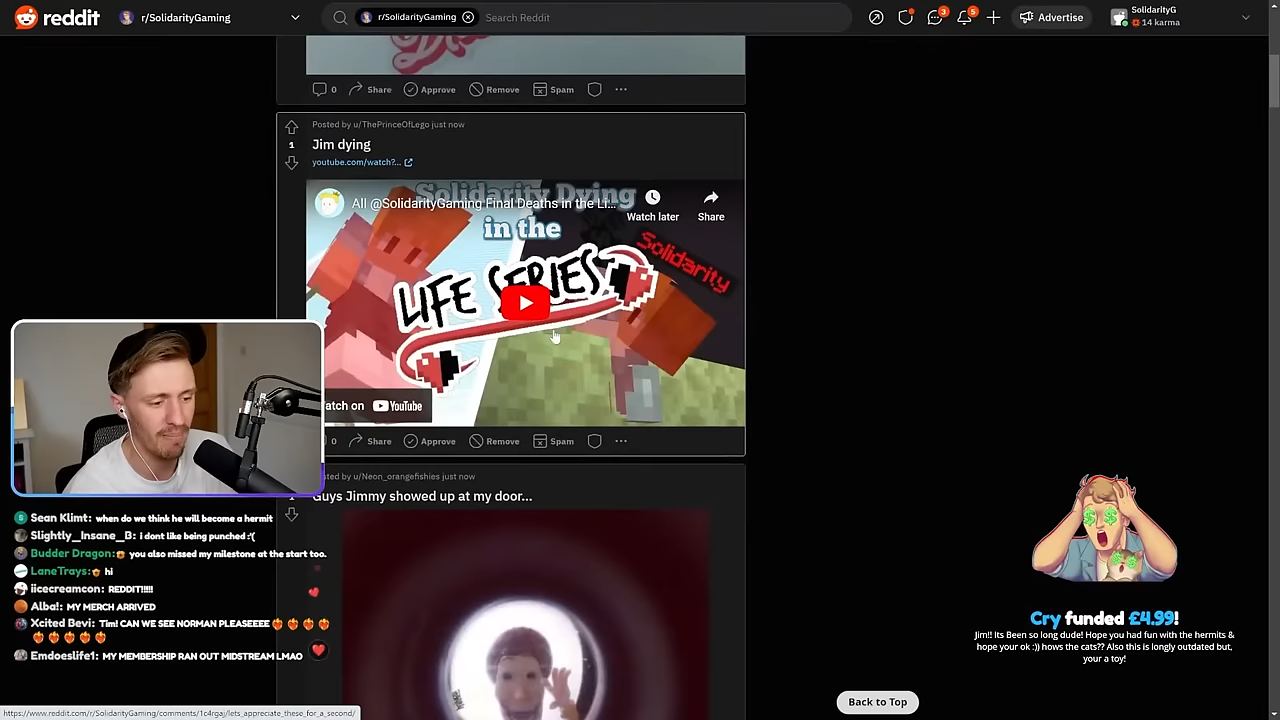 reddit
r/SolidarityGaming
r/SolidarityGaming
Search Reddit
3
5
Advertise
SolidarityG
14 karma
0
Share
Approve
Remove
Spam
Posted by u/ThePrinceOfLego just now
1
Jim dying
youtube.com/watch?...
Solidarity Dying
in the
All @SolidarityGaming Final Deaths in the Li...
Watch later
Share
Solidarity
LIFE SERIES
atch on YouTube
0
Share
Approve
Remove
Spam
ted by u/Neon_orangefishies just now
Guys Jimmy showed up at my door...
S Sean Klimt: when do we think he will become a hermit
Slightly_Insane_B: i dont like being punched :'(
Budder Dragon: you also missed my milestone at the start too.
LaneTrays: hi
iicecreamcon: REDDIT!!!!!
Alba!: MY MERCH ARRIVED
Xcited Bevi: Tim! CAN WE SEE NORMAN PLEASEEEE
Emdoeslife1: MY MEMBERSHIP RAN OUT MIDSTREAM LMAO
Cry funded £4.99!
Jim!! Its Been so long dude! Hope you had fun with the hermits &
hope your ok :)) hows the cats?? Also this is longly outdated but,
your a toy!
Back to Top
https://www.reddit.com/r/SolidarityGaming/comments/1c4rgaj/lets_appreciate_these_for_a_second/